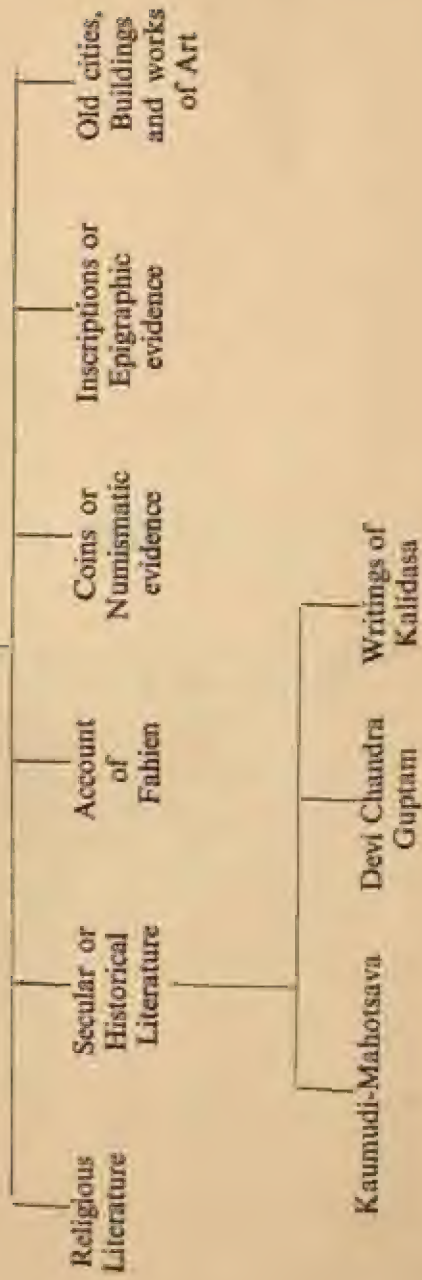 Religious
Literature
Secular or
Historical
Literature
Account
of
Fahien
Coins or
Numismatic
evidence
Inscriptions or
Epigraphic
evidence
Old cities,
Buildings
and works
of Art
Kaumudi-Mahotsava
Devi Chandra
Guptam
Writings of
Kalidasa